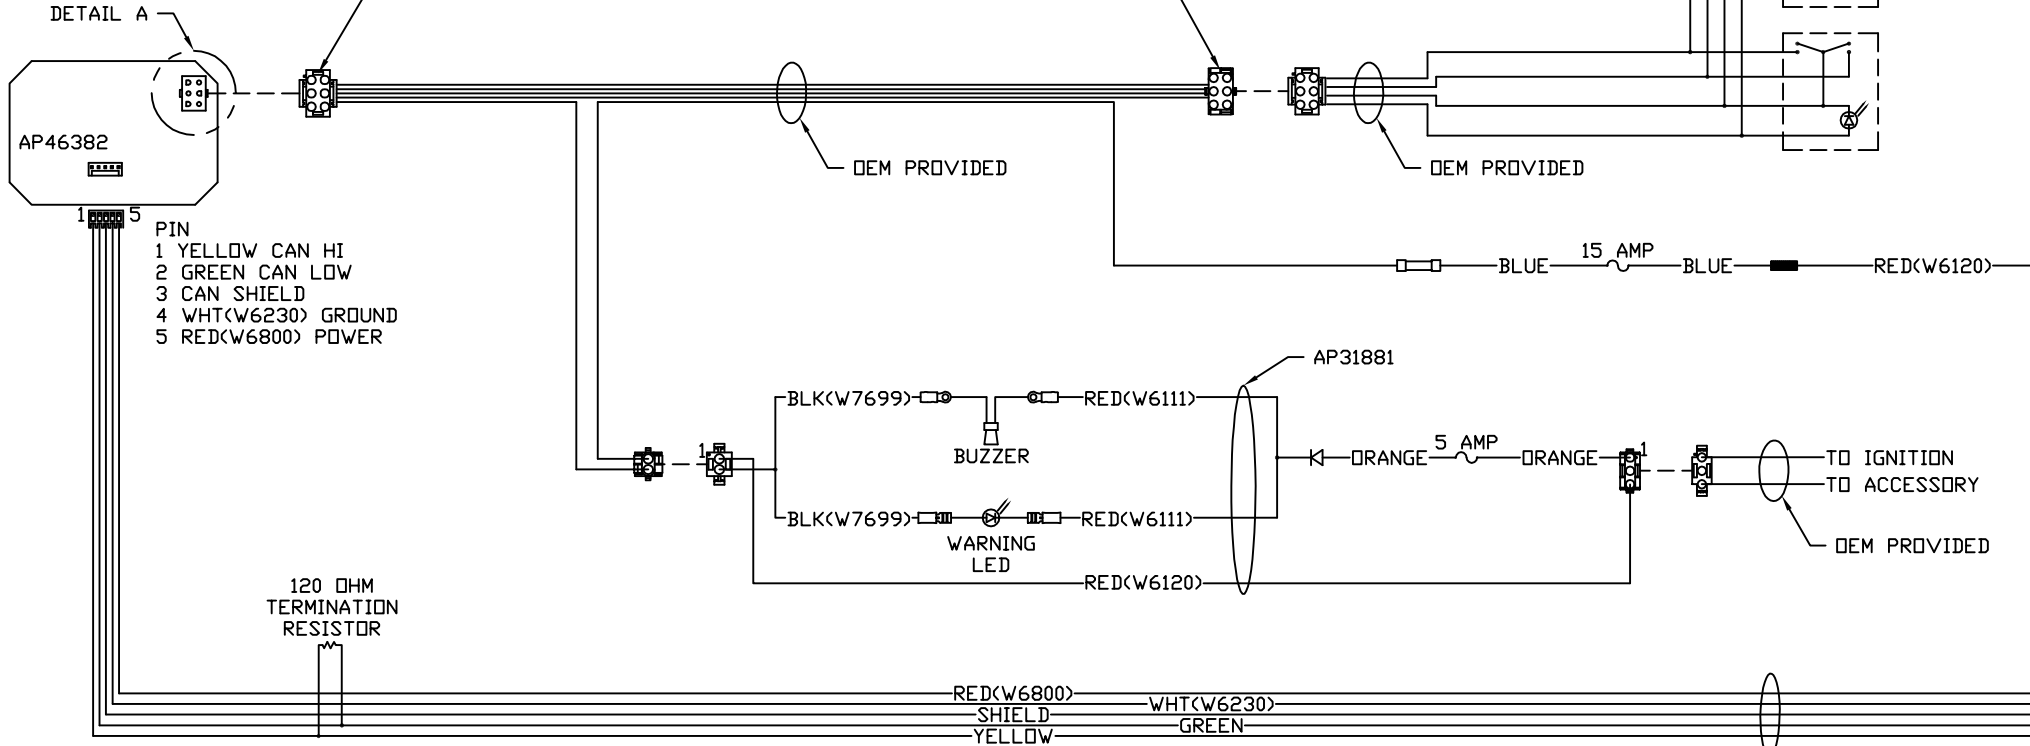 DETAIL A
AP46382
OEM PROVIDED
OEM PROVIDED
1 5
PIN
1 YELLOW CAN HI
2 GREEN CAN LOW
3 CAN SHIELD
4 WHT(W6230) GROUND
5 RED(W6800) POWER
15 AMP
BLUE
BLUE
RED(W6120)
AP31881
BLK(W7699)
RED(W6111)
BUZZER
1
5 AMP
ORANGE
ORANGE
1
TO IGNITION
TO ACCESSORY
BLK(W7699)
RED(W6111)
WARNING
LED
OEM PROVIDED
RED(W6120)
120 OHM
TERMINATION
RESISTOR
RED(W6800)
WHT(W6230)
SHIELD
GREEN
YELLOW